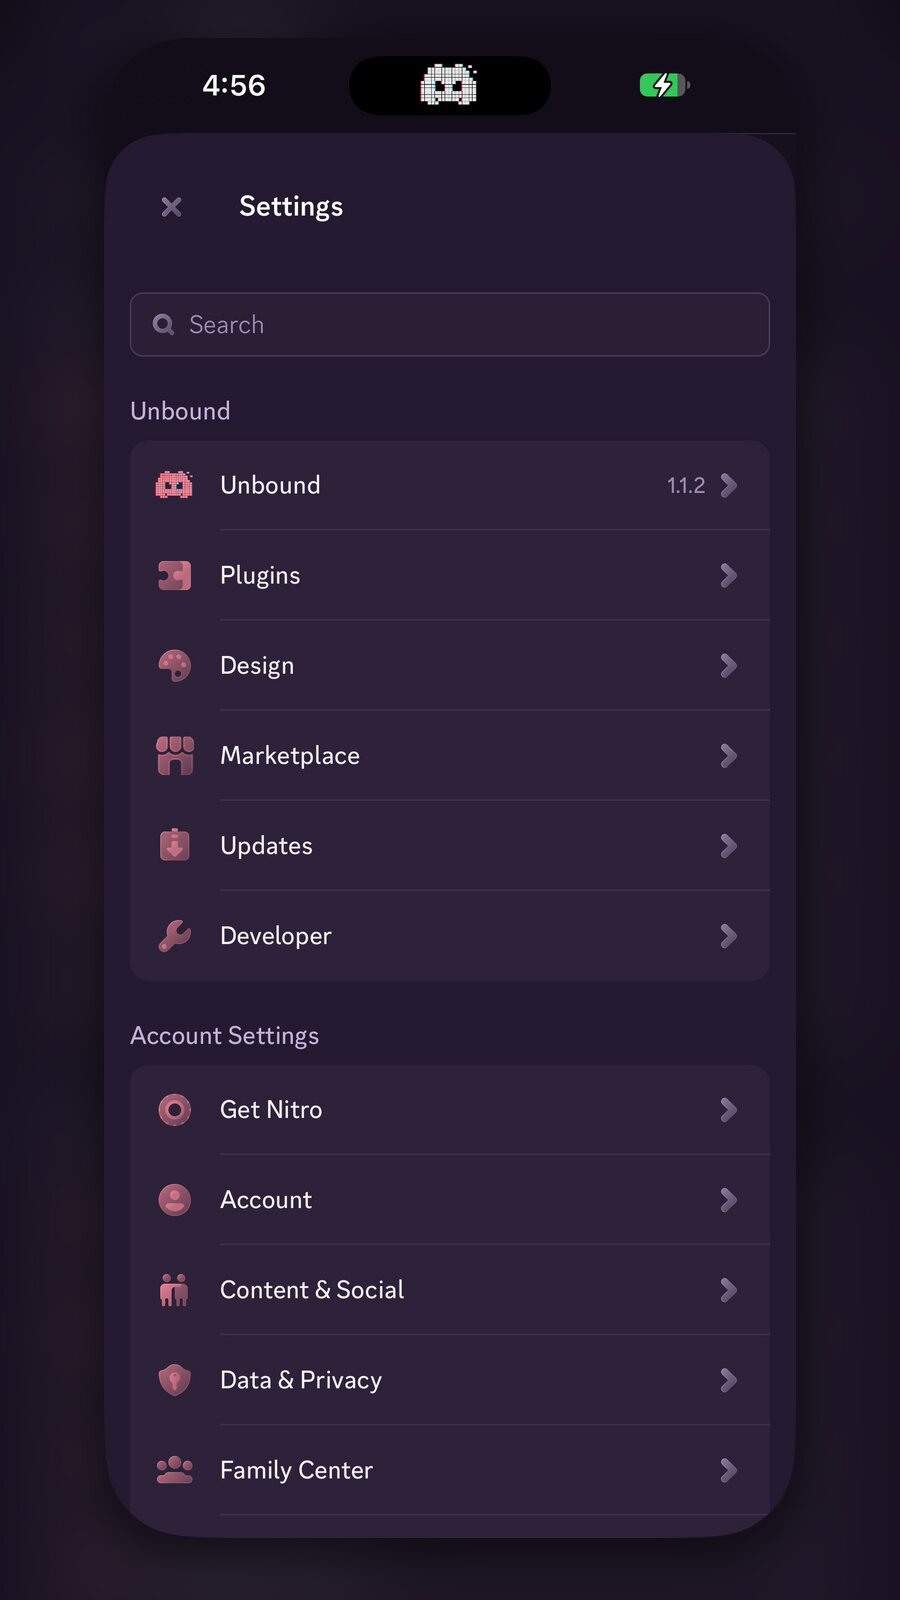 4:56
Settings
Search
Unbound
Unbound 1.1.2
Plugins
Design
Marketplace
Updates
Developer
Account Settings
Get Nitro
Account
Content & Social
Data & Privacy
Family Center